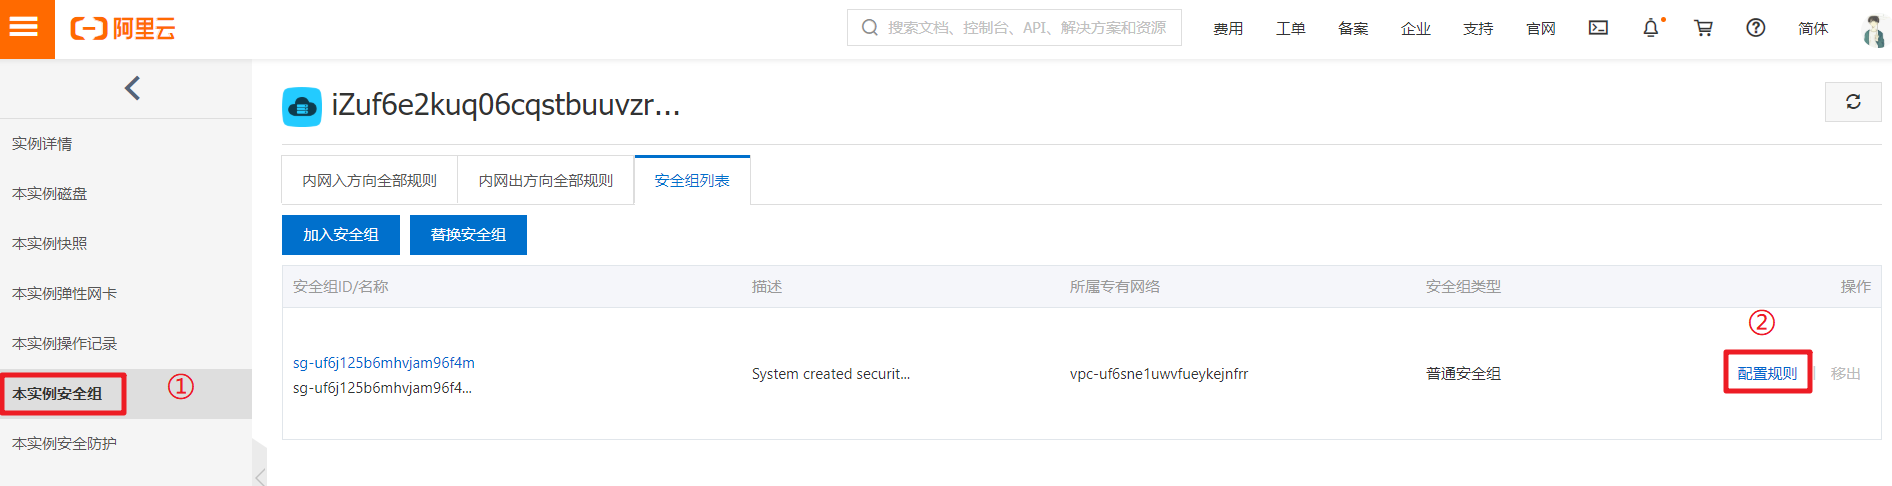 阿里云
搜索文档、控制台、API、解决方案和资源
费用 工单 备案 企业 支持 官网 简体
iZuf6e2kuq06cqstbuuvzr...
实例详情
本实例磁盘
本实例快照
本实例弹性网卡
本实例操作记录
本实例安全组 ①
本实例安全防护
内网入方向全部规则 内网出方向全部规则 安全组列表
加入安全组 替换安全组
安全组ID/名称 描述 所属专有网络 安全组类型 操作
②
sg-uf6j125b6mhvjam96f4m
sg-uf6j125b6mhvjam96f4...
System created securit... vpc-uf6sne1uwvfueykejnfrr 普通安全组 配置规则 | 移出